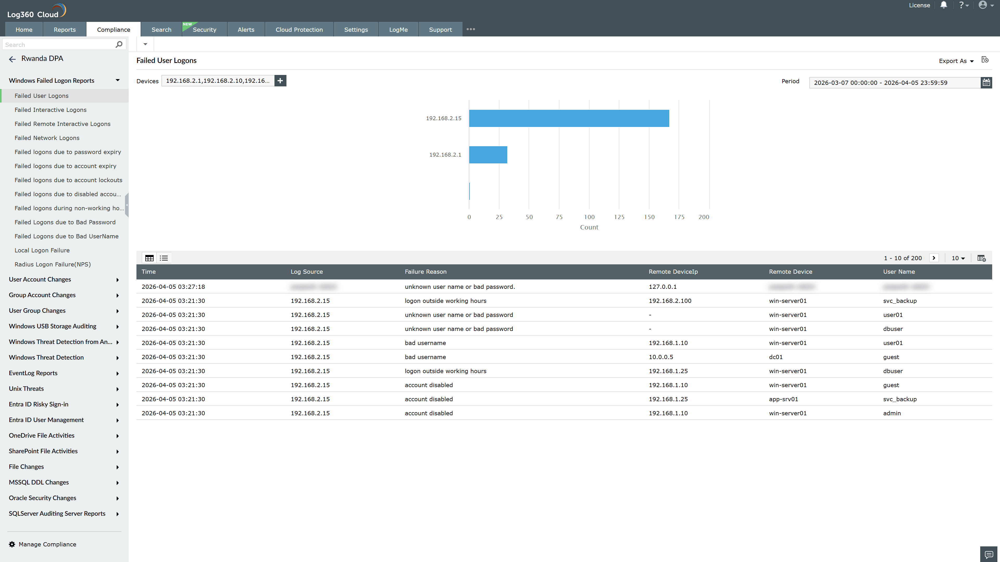 License
?
Log360 Cloud
Home
Reports
Compliance
Search
NEW
Security
Alerts
Cloud Protection
Settings
LogMe
Support
Search
Rwanda DPA
Windows Failed Logon Reports
Failed User Logons
Failed Interactive Logons
Failed Remote Interactive Logons
Failed Network Logons
Failed logons due to password expiry
Failed logons due to account expiry
Failed logons due to account lockouts
Failed logons due to disabled accou...
Failed logons during non-working ho...
Failed Logons due to Bad Password
Failed Logons due to Bad UserName
Local Logon Failure
Radius Logon Failure(NPS)
User Account Changes
Group Account Changes
User Group Changes
Windows USB Storage Auditing
Windows Threat Detection from An...
Windows Threat Detection
EventLog Reports
Unix Threats
Entra ID Risky Sign-in
Entra ID User Management
OneDrive File Activities
SharePoint File Activities
File Changes
MSSQL DDL Changes
Oracle Security Changes
SQLServer Auditing Server Reports
Manage Compliance
Failed User Logons
Export As
Devices 192.168.2.1,192.168.2.10,192.16...
Period 2026-03-07 00:00:00 - 2026-04-05 23:59:59
192.168.2.15
192.168.2.1
0 25 50 75 100 125 150 175 200
Count
1 - 10 of 200
10
Time Log Source Failure Reason Remote DeviceIp Remote Device User Name
2026-04-05 03:27:18 unknown user name or bad password. 127.0.0.1
2026-04-05 03:21:30 192.168.2.15 logon outside working hours 192.168.2.100 win-server01 svc_backup
2026-04-05 03:21:30 192.168.2.15 unknown user name or bad password - win-server01 user01
2026-04-05 03:21:30 192.168.2.15 unknown user name or bad password - win-server01 dbuser
2026-04-05 03:21:30 192.168.2.15 bad username 192.168.1.10 win-server01 user01
2026-04-05 03:21:30 192.168.2.15 bad username 10.0.0.5 dc01 guest
2026-04-05 03:21:30 192.168.2.15 logon outside working hours 192.168.1.25 win-server01 dbuser
2026-04-05 03:21:30 192.168.2.15 account disabled 192.168.1.10 win-server01 guest
2026-04-05 03:21:30 192.168.2.15 account disabled 192.168.1.25 app-srv01 svc_backup
2026-04-05 03:21:30 192.168.2.15 account disabled 192.168.1.10 win-server01 admin